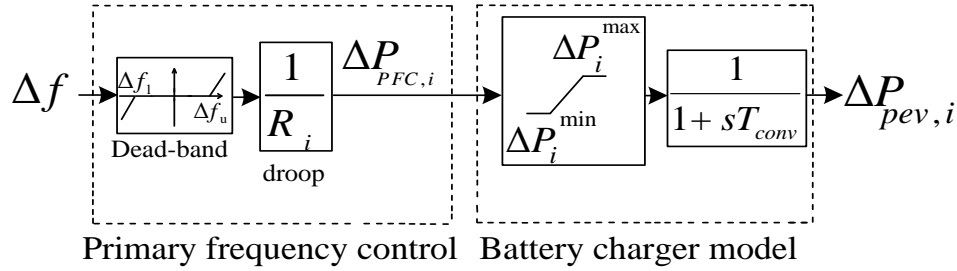 Δf
Δf_l
Δf_u
Dead-band
1
R_i
droop
ΔP_PFC,i
ΔP_i^max
ΔP_i^min
1
1+ sT_conv
ΔP_pev,i
Primary frequency control
Battery charger model